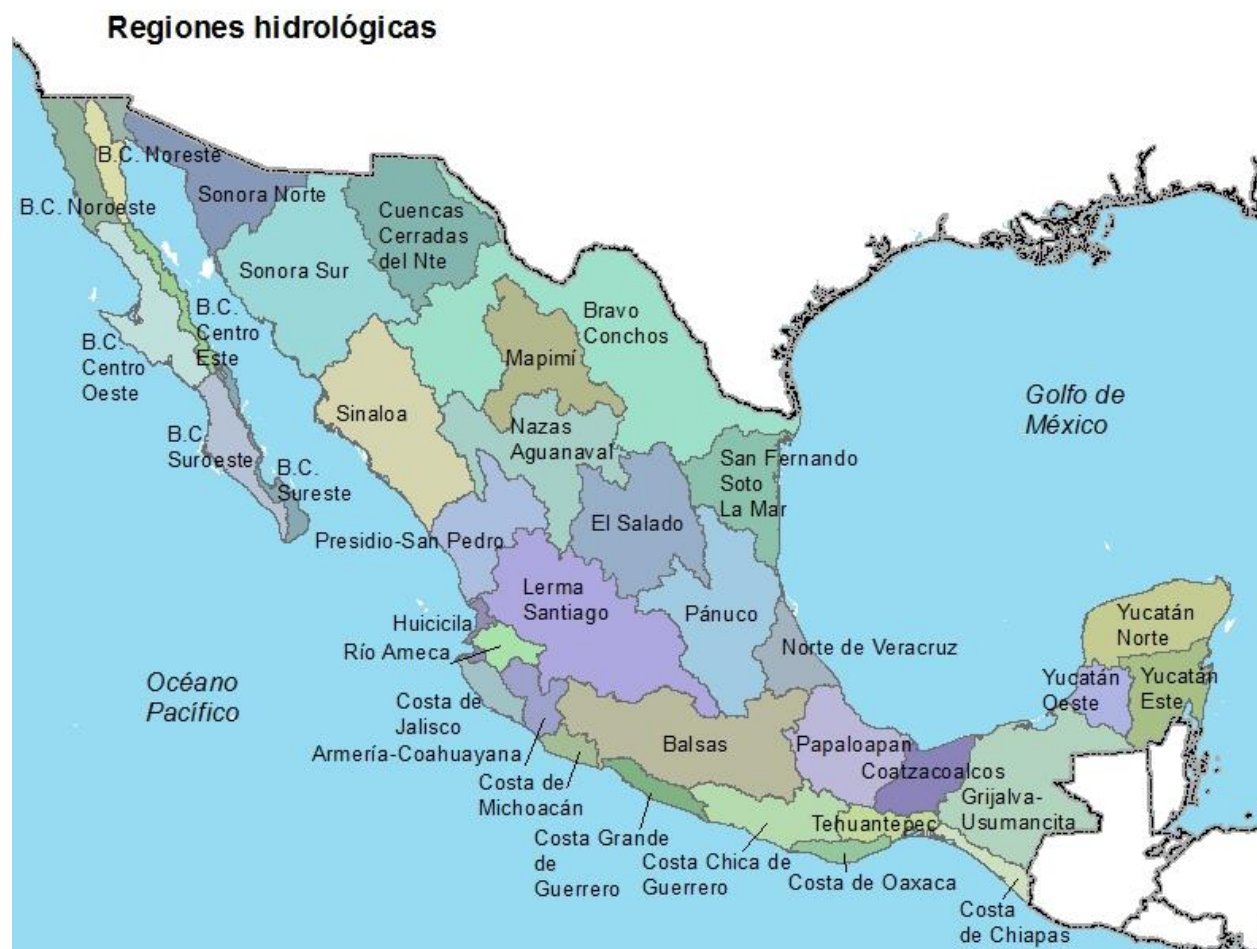 Regiones hidrológicas
B.C. Noreste
Sonora Norte
B.C. Noroeste
Cuencas
Cerradas
del Nte
Sonora Sur
B.C.
Centro
Este
B.C.
Centro
Oeste
Bravo
Conchos
Mapimí
Sinaloa
Nazas
Aguanaval
Golfo de
México
B.C.
Suroeste
B.C.
Sureste
San Fernando
Soto
La Mar
El Salado
Presidio-San Pedro
Lerma
Santiago
Pánuco
Huicicila
Río Ameca
Norte de Veracruz
Yucatán
Norte
Yucatán
Oeste
Yucatán
Este
Océano
Pacífico
Costa de
Jalisco
Armería-Coahuayana
Balsas
Papaloapan
Coatzacoalcos
Costa de
Michoacán
Grijalva-
Usumancita
Tehuantepec
Costa Grande
de
Guerrero
Costa Chica de
Guerrero
Costa de Oaxaca
Costa
de Chiapas